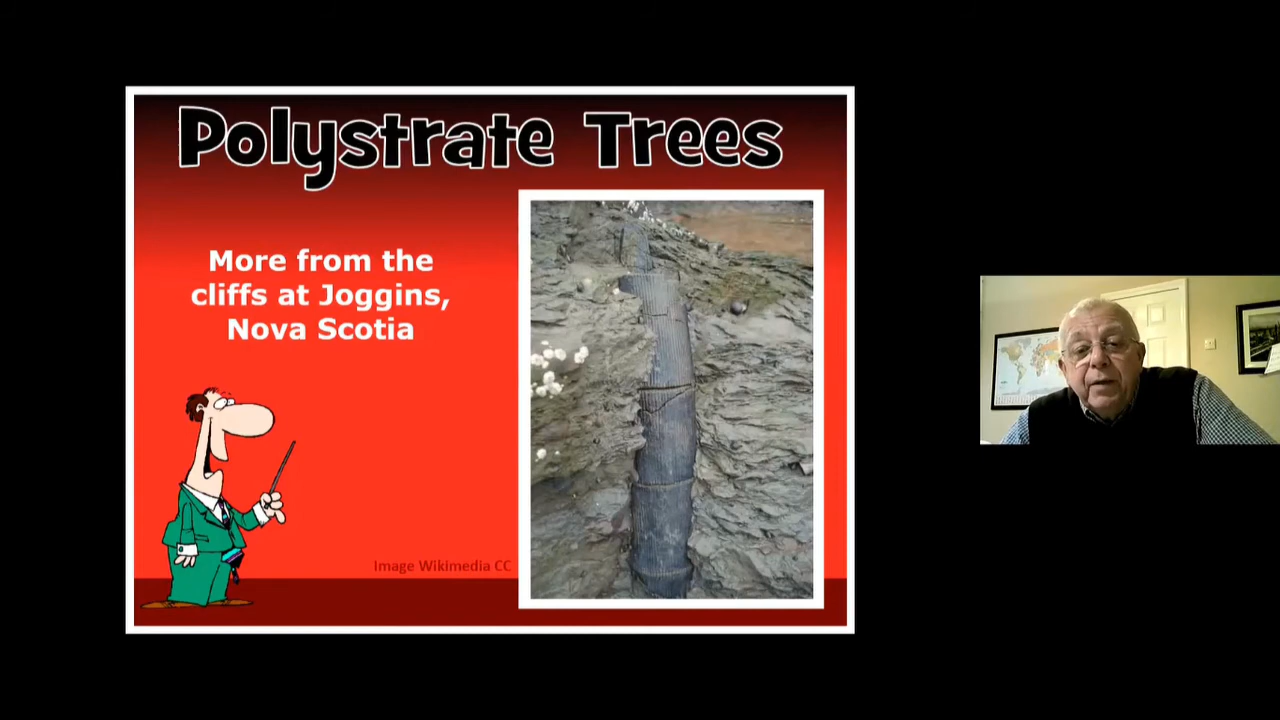 Polystrate Trees
More from the
cliffs at Joggins,
Nova Scotia
Image Wikimedia CC